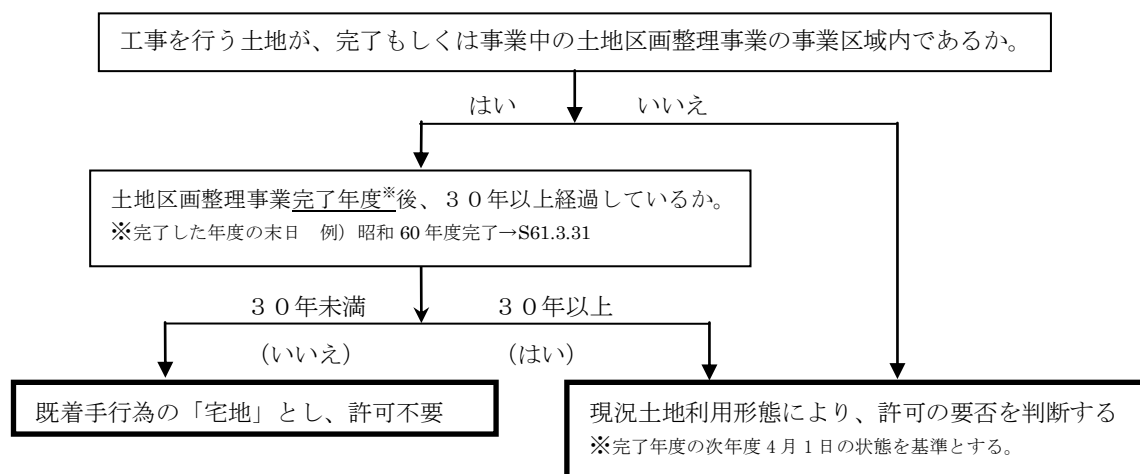 工事を行う土地が、完了もしくは事業中の土地区画整理事業の事業区域内であるか。
はい　いいえ
土地区画整理事業完了年度※後、３０年以上経過しているか。
※完了した年度の末日　例）昭和 60 年度完了→S61.3.31
３０年未満　３０年以上
（いいえ）　（はい）
既着手行為の「宅地」とし、許可不要
現況土地利用形態により、許可の要否を判断する
※完了年度の次年度 4 月 1 日の状態を基準とする。